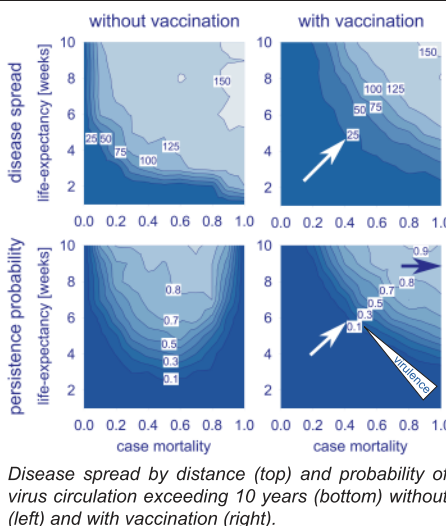 without vaccination
with vaccination
disease spread
life-expectancy [weeks]
10
8
6
4
2
150
25
50
75
100
125
0.0 0.2 0.4 0.6 0.8 1.0
10
8
6
4
2
150
100
125
50
75
25
0.0 0.2 0.4 0.6 0.8 1.0
persistence probability
life-expectancy [weeks]
10
8
6
4
2
0.8
0.7
0.5
0.3
0.1
0.0 0.2 0.4 0.6 0.8 1.0
case mortality
10
8
6
4
2
0.9
0.8
0.7
0.5
0.3
0.1
virulence
0.0 0.2 0.4 0.6 0.8 1.0
case mortality
Disease spread by distance (top) and probability of
virus circulation exceeding 10 years (bottom) without
(left) and with vaccination (right).